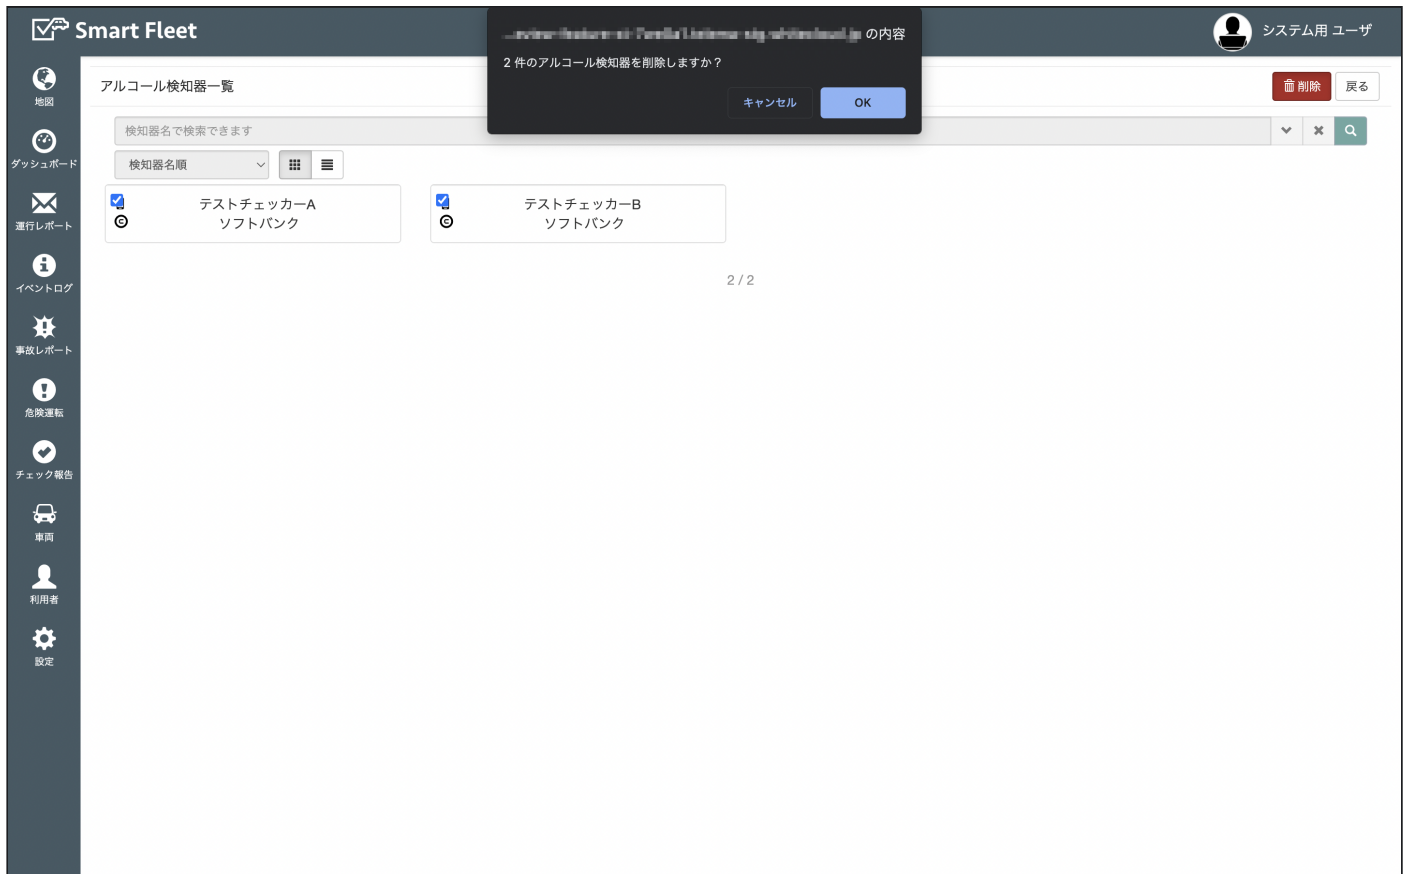 Smart Fleet
の内容
2 件のアルコール検知器を削除しますか？
キャンセル
OK
システム用 ユーザ
地図
ダッシュボード
運行レポート
イベントログ
事故レポート
危険運転
チェック報告
車両
利用者
設定
アルコール検知器一覧
削除
戻る
検知器名で検索できます
検知器名順
テストチェッカーA
ソフトバンク
テストチェッカーB
ソフトバンク
2 / 2